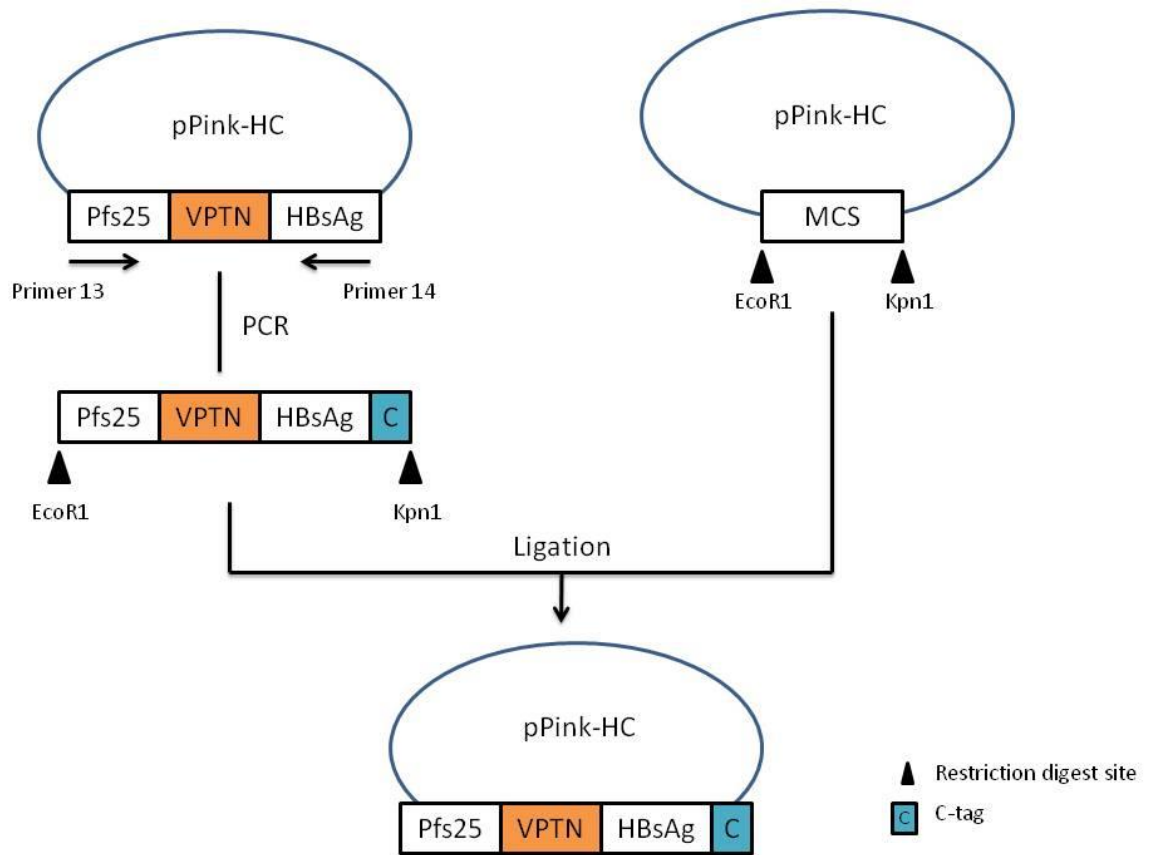 pPink-HC
pPink-HC
Pfs25 VPTN HBsAg
MCS
Primer 13
Primer 14
EcoR1
Kpn1
PCR
Pfs25 VPTN HBsAg C
EcoR1
Kpn1
Ligation
pPink-HC
Restriction digest site
C C-tag
Pfs25 VPTN HBsAg C